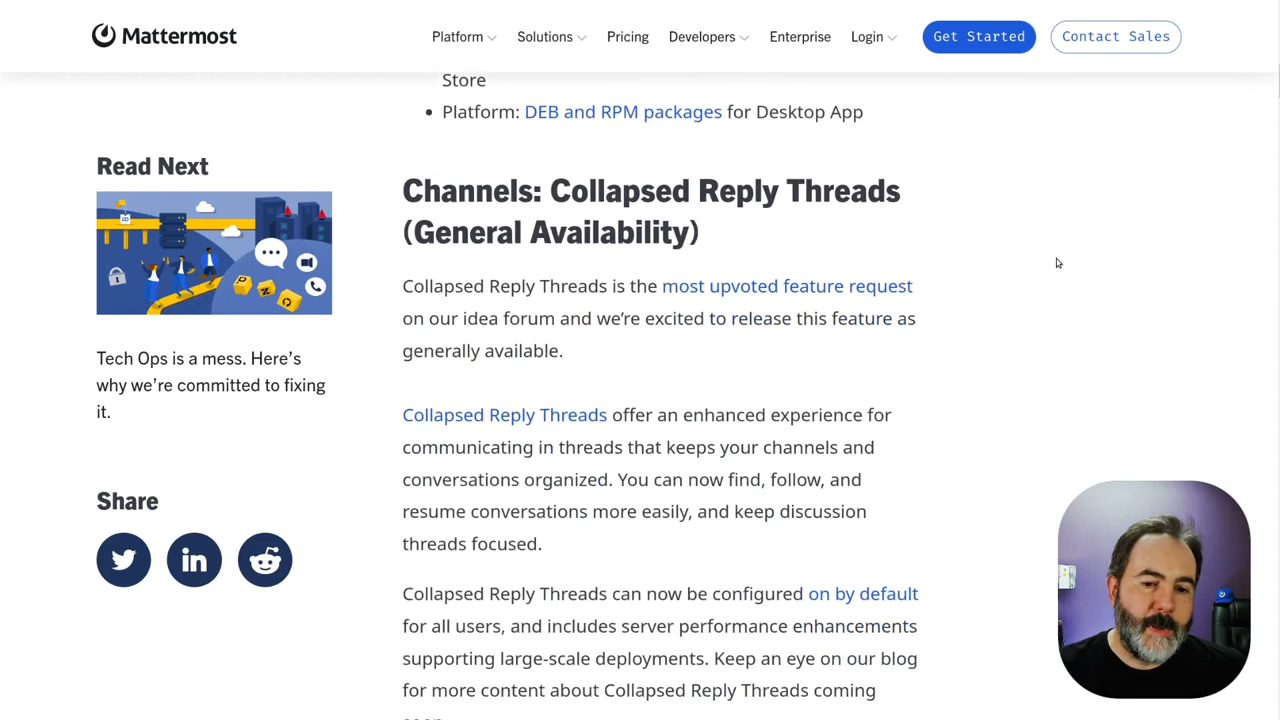 Mattermost
Platform
Solutions
Pricing
Developers
Enterprise
Login
Get Started
Contact Sales
Store
• Platform: DEB and RPM packages for Desktop App
Read Next
Tech Ops is a mess. Here's
why we're committed to fixing
it.
Share
Channels: Collapsed Reply Threads
(General Availability)
Collapsed Reply Threads is the most upvoted feature request
on our idea forum and we're excited to release this feature as
generally available.
Collapsed Reply Threads offer an enhanced experience for
communicating in threads that keeps your channels and
conversations organized. You can now find, follow, and
resume conversations more easily, and keep discussion
threads focused.
Collapsed Reply Threads can now be configured on by default
for all users, and includes server performance enhancements
supporting large-scale deployments. Keep an eye on our blog
for more content about Collapsed Reply Threads coming